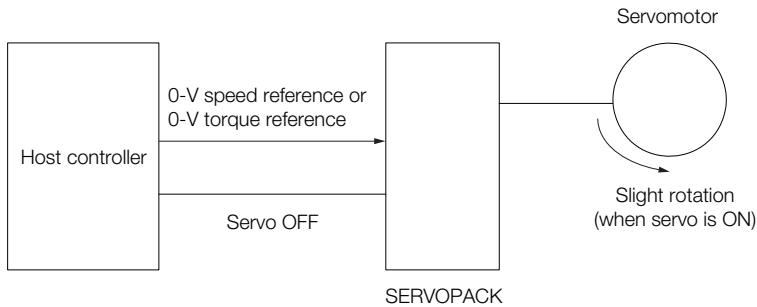 Servomotor
0-V speed reference or
0-V torque reference
Host controller
Servo OFF
Slight rotation
(when servo is ON)
SERVOPACK